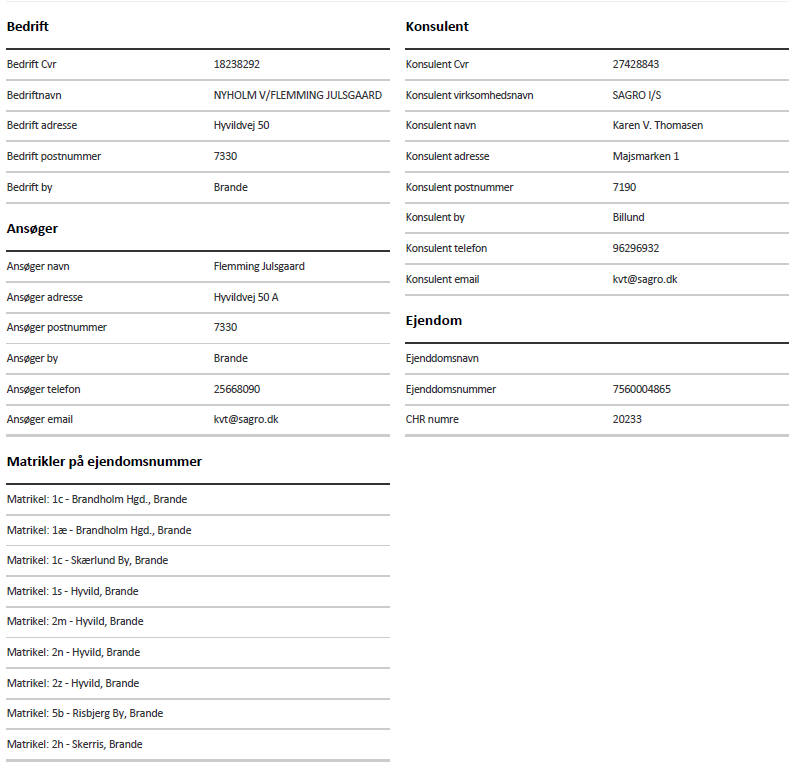 Bedrift
Bedrift Cvr 18238292
Bedriftnavn NYHOLM V/FLEMMING JULSGAARD
Bedrift adresse Hyvildvej 50
Bedrift postnummer 7330
Bedrift by Brande
Ansøger
Ansøger navn Flemming Julsgaard
Ansøger adresse Hyvildvej 50 A
Ansøger postnummer 7330
Ansøger by Brande
Ansøger telefon 25668090
Ansøger email kvt@sagro.dk
Matrikler på ejendomsnummer
Matrikel: 1c - Brandholm Hgd., Brande
Matrikel: 1æ - Brandholm Hgd., Brande
Matrikel: 1c - Skærlund By, Brande
Matrikel: 1s - Hyvild, Brande
Matrikel: 2m - Hyvild, Brande
Matrikel: 2n - Hyvild, Brande
Matrikel: 2z - Hyvild, Brande
Matrikel: 5b - Risbjerg By, Brande
Matrikel: 2h - Skerris, Brande
Konsulent
Konsulent Cvr 27428843
Konsulent virksomhedsnavn SAGRO I/S
Konsulent navn Karen V. Thomasen
Konsulent adresse Majsmarken 1
Konsulent postnummer 7190
Konsulent by Billund
Konsulent telefon 96296932
Konsulent email kvt@sagro.dk
Ejendom
Ejenddomsnavn
Ejenddomsnummer 7560004865
CHR numre 20233